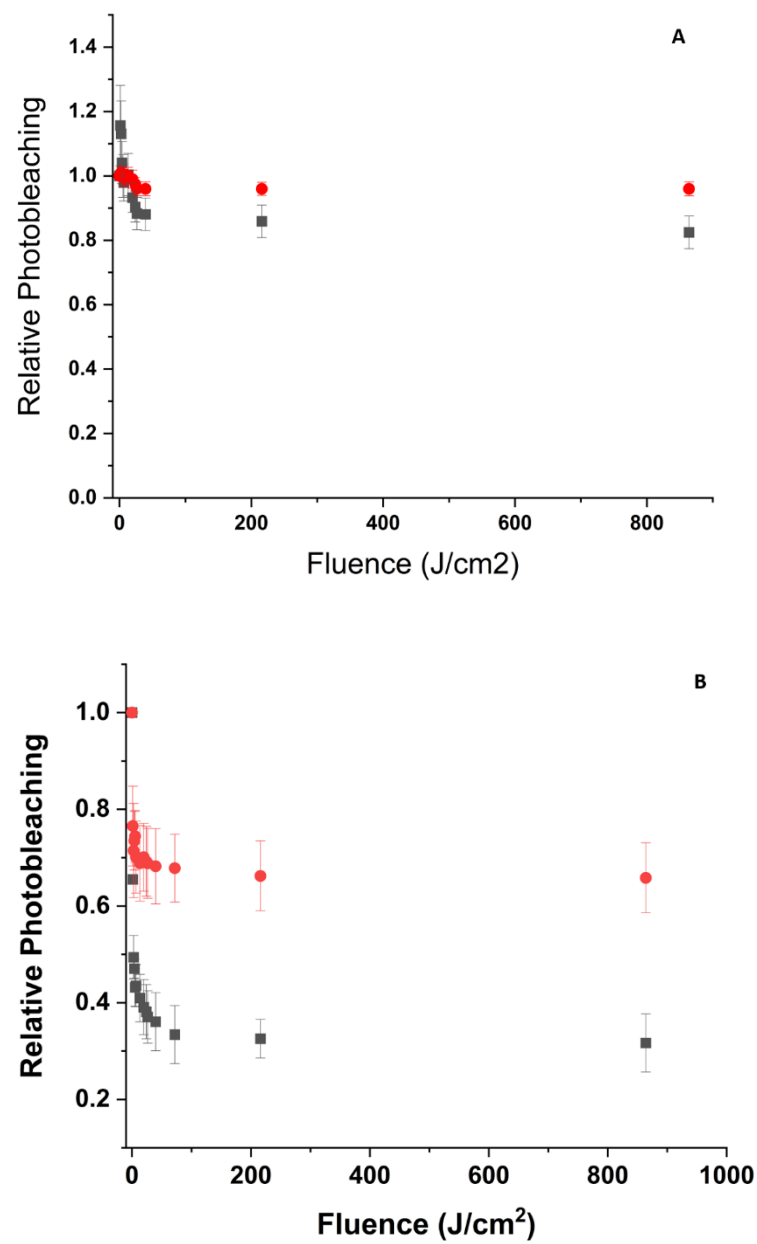 A
Relative Photobleaching
1.4
1.2
1.0
0.8
0.6
0.4
0.2
0.0
0 200 400 600 800
Fluence (J/cm2)
B
Relative Photobleaching
1.0
0.8
0.6
0.4
0.2
0 200 400 600 800 1000
Fluence (J/cm²)